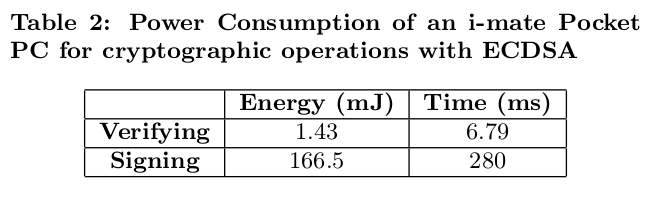 Table 2: Power Consumption of an i-mate Pocket
PC for cryptographic operations with ECDSA
Energy (mJ) Time (ms)
Verifying 1.43 6.79
Signing 166.5 280